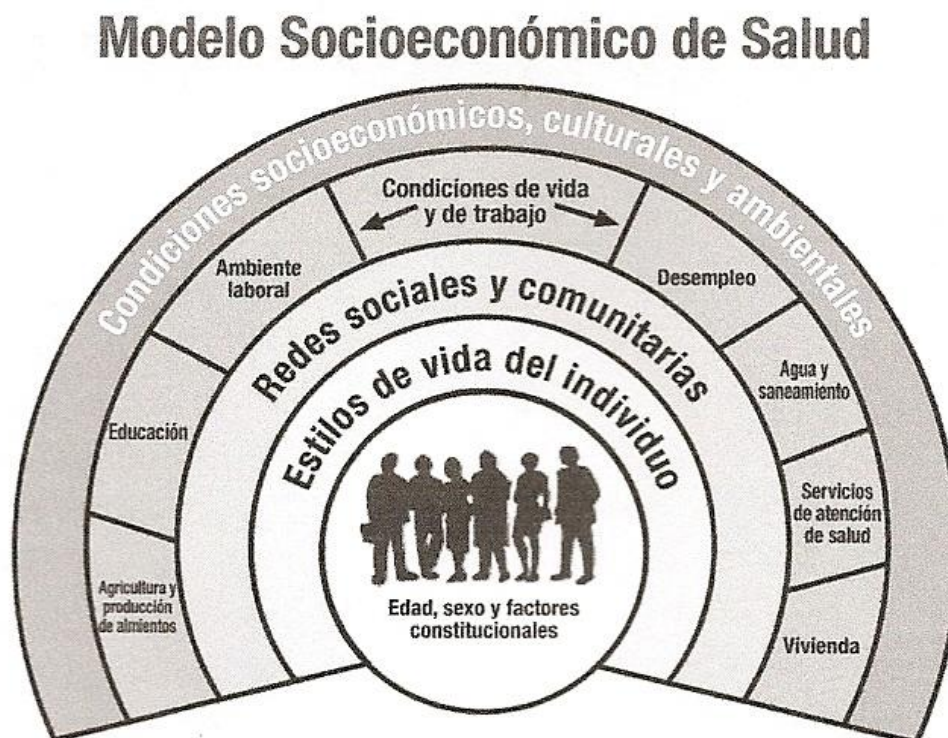 Modelo Socioeconómico de Salud
Condiciones socioeconómicos, culturales y ambientales
Condiciones de vida
y de trabajo
Ambiente
laboral
Desempleo
Redes sociales y comunitarias
Educación
Estilos de vida del individuo
Agua y
saneamiento
Servicios
de atención
de salud
Agricultura y
producción
de almientos
Edad, sexo y factores
constitucionales
Vivienda